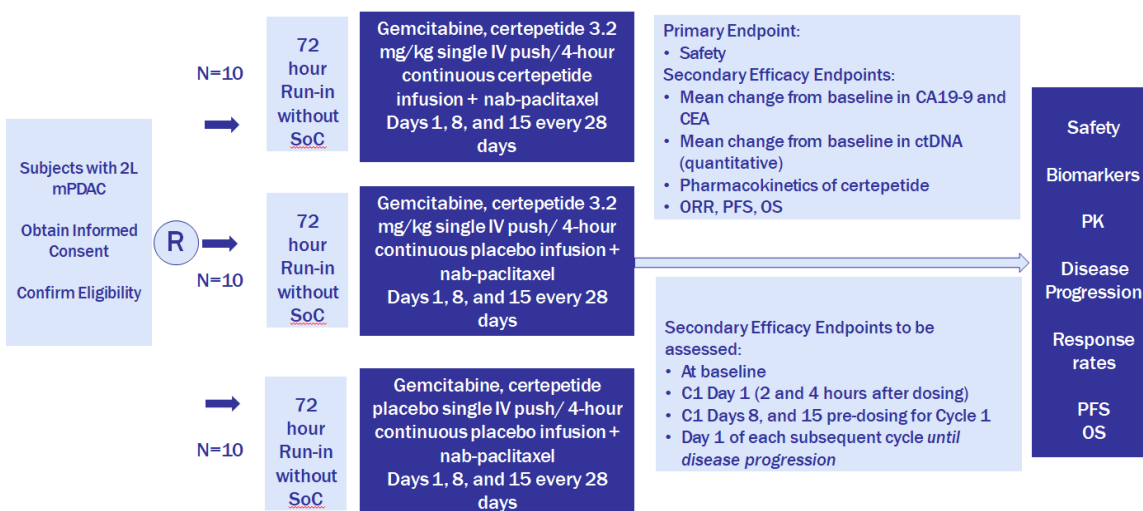 Subjects with 2L
mPDAC
Obtain Informed
Consent
Confirm Eligibility
R
N=10
72
hour
Run-in
without
SoC
Gemcitabine, certepetide 3.2
mg/kg single IV push/4-hour
continuous certepetide
infusion + nab-paclitaxel
Days 1, 8, and 15 every 28
days
N=10
72
hour
Run-in
without
SoC
Gemcitabine, certepetide 3.2
mg/kg single IV push/ 4-hour
continuous placebo infusion +
nab-paclitaxel
Days 1, 8, and 15 every 28
days
N=10
72
hour
Run-in
without
SoC
Gemcitabine, certepetide
placebo single IV push/ 4-hour
continuous placebo infusion +
nab-paclitaxel
Days 1, 8, and 15 every 28
days
Primary Endpoint:
• Safety
Secondary Efficacy Endpoints:
• Mean change from baseline in CA19-9 and
CEA
• Mean change from baseline in ctDNA
(quantitative)
• Pharmacokinetics of certepetide
• ORR, PFS, OS
Secondary Efficacy Endpoints to be
assessed:
• At baseline
• C1 Day 1 (2 and 4 hours after dosing)
• C1 Days 8, and 15 pre-dosing for Cycle 1
• Day 1 of each subsequent cycle until
disease progression
Safety
Biomarkers
PK
Disease
Progression
Response
rates
PFS
OS